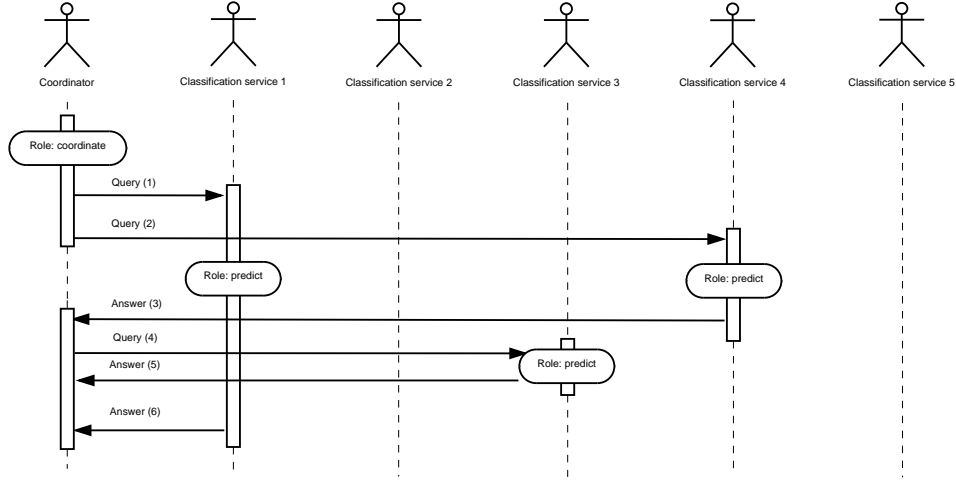 Coordinator
Classification service 1
Classification service 2
Classification service 3
Classification service 4
Classification service 5
Role: coordinate
Query (1)
Query (2)
Role: predict
Role: predict
Answer (3)
Query (4)
Answer (5)
Role: predict
Answer (6)